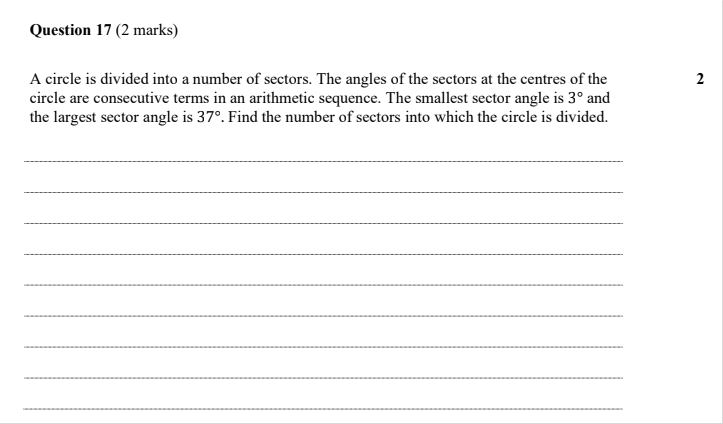 Question 17 (2 marks)
A circle is divided into a number of sectors. The angles of the sectors at the centres of the 2
circle are consecutive terms in an arithmetic sequence. The smallest sector angle is 3° and
the largest sector angle is 37°. Find the number of sectors into which the circle is divided.